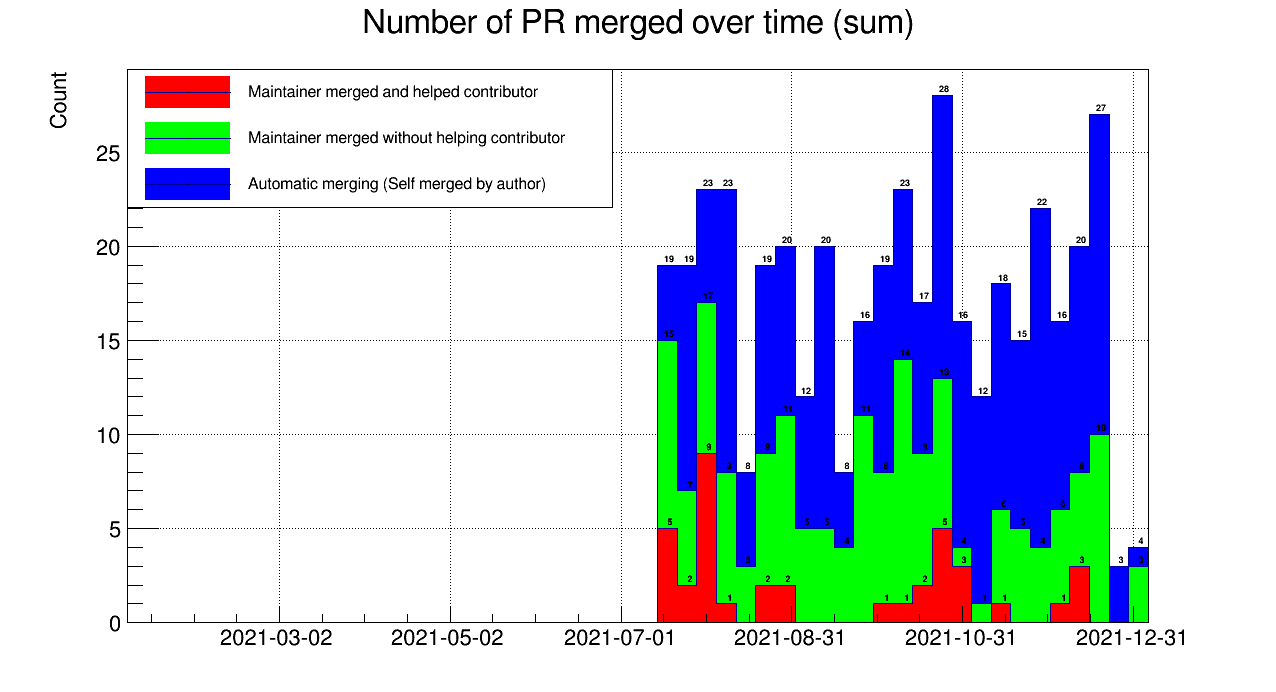 Number of PR merged over time (sum)
Count
Maintainer merged and helped contributor
Maintainer merged without helping contributor
Automatic merging (Self merged by author)
28
27
25
23 23 23
22
20 20 20 20
20
19 19 19 19
18
17 17
16 16 16
15 15 15
15
14
13
12 12
11 11
10
10
9 9 9
8 8 8 8 8
7
6 6
5 5 5 5 5
5
4 4 4 4
3 3 3 3 3 3
2 2 2 2
1 1 1 1 1 1
0
2021-03-02 2021-05-02 2021-07-01 2021-08-31 2021-10-31 2021-12-31